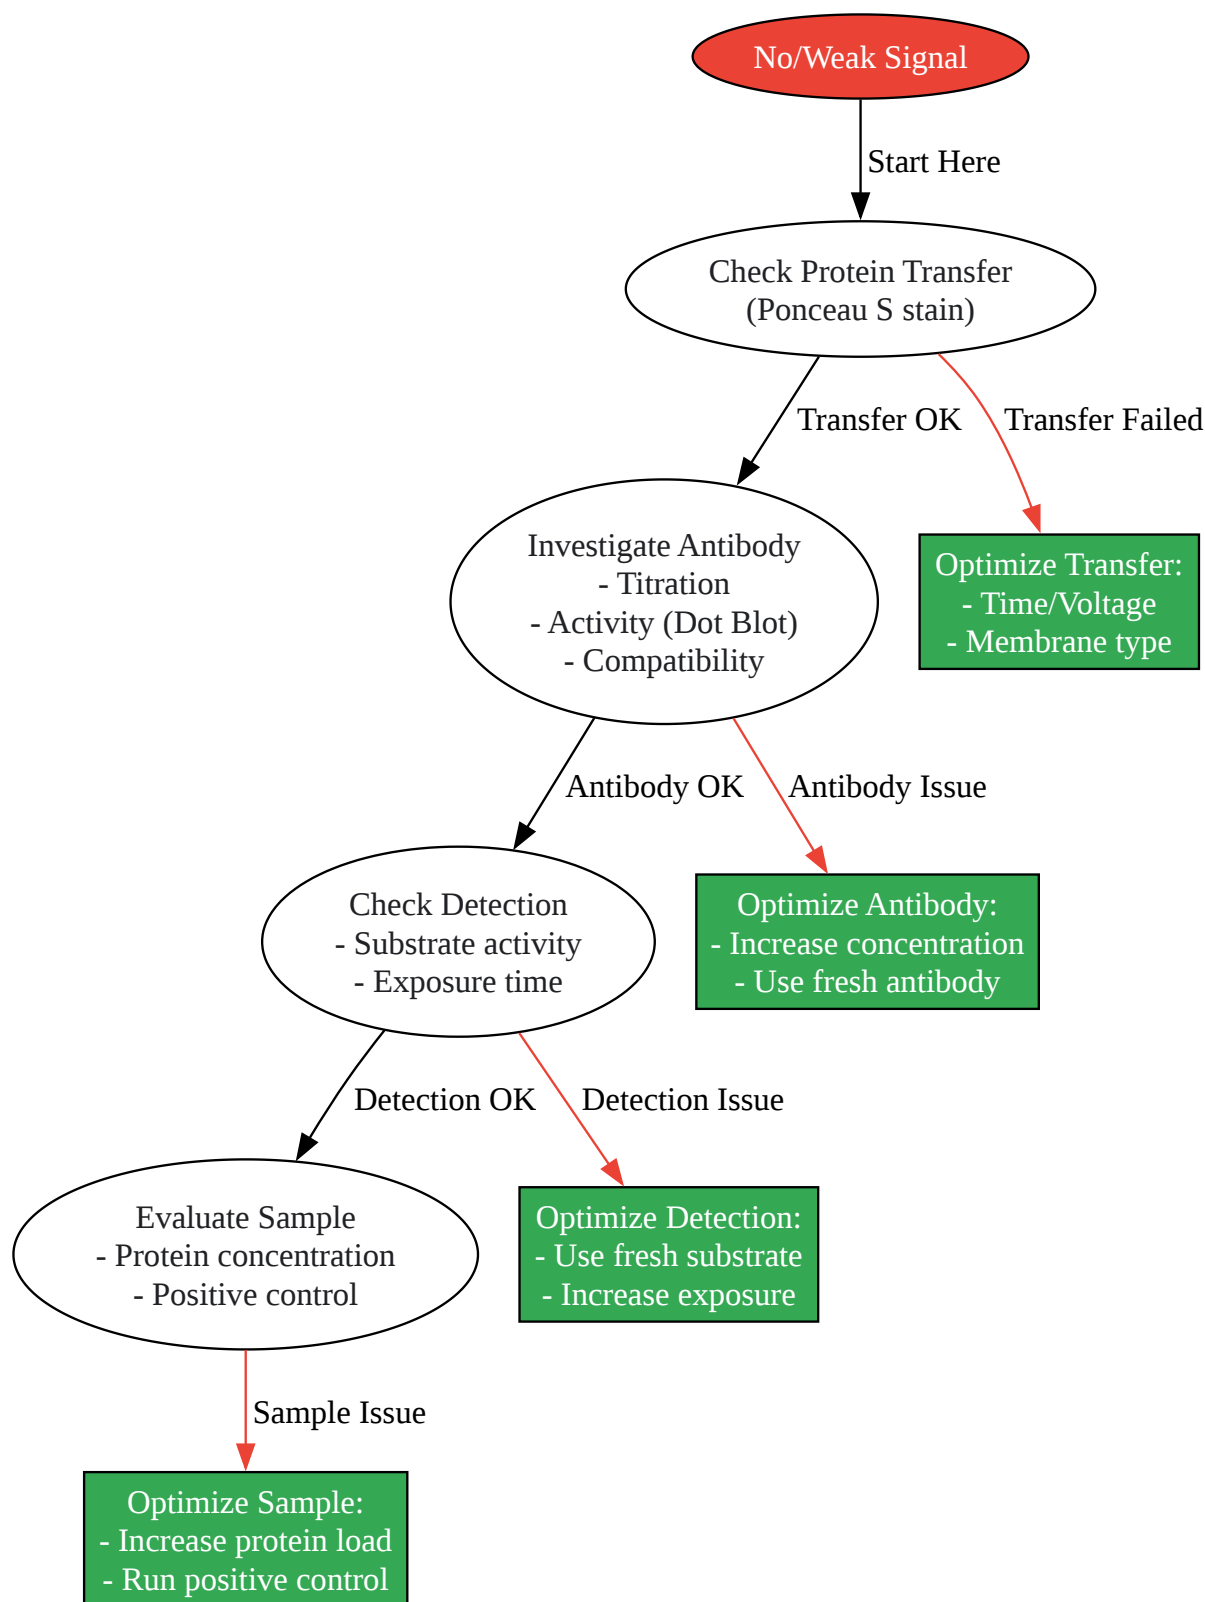 No/Weak Signal
Start Here
Check Protein Transfer
(Ponceau S stain)
Transfer OK
Transfer Failed
Investigate Antibody
- Titration
- Activity (Dot Blot)
- Compatibility
Optimize Transfer:
- Time/Voltage
- Membrane type
Antibody OK
Antibody Issue
Check Detection
- Substrate activity
- Exposure time
Optimize Antibody:
- Increase concentration
- Use fresh antibody
Detection OK
Detection Issue
Evaluate Sample
- Protein concentration
- Positive control
Optimize Detection:
- Use fresh substrate
- Increase exposure
Sample Issue
Optimize Sample:
- Increase protein load
- Run positive control